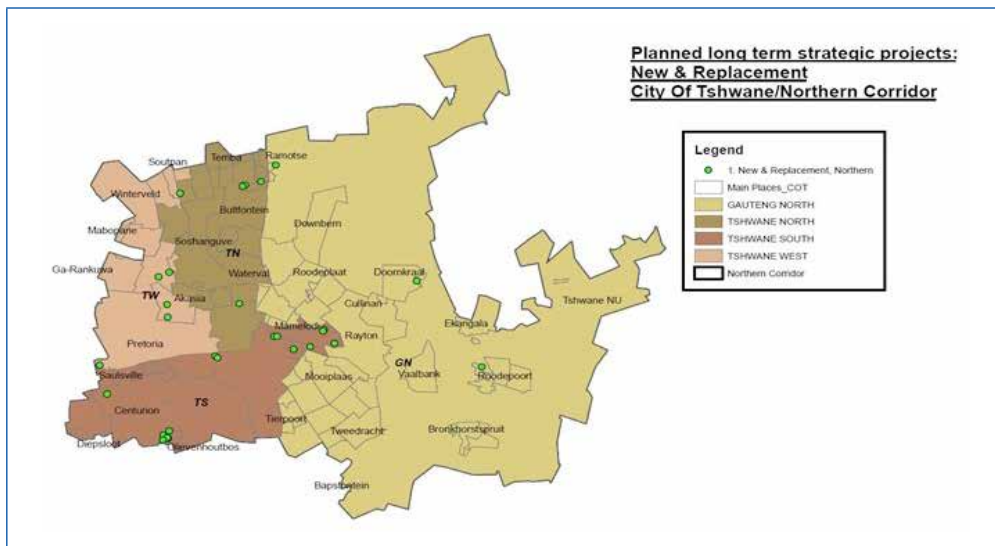 Planned long term strategic projects:
New & Replacement
City Of Tshwane/Northern Corridor
Legend
1. New & Replacement, Northern
Main Places_COT
GAUTENG NORTH
TSHWANE NORTH
TSHWANE SOUTH
TSHWANE WEST
Northern Corridor
Soutpan
Temba
Ramotse
Winterveld
Bultfontein
Mabopane
Downbern
Soshanguve
TN
Ga-Rankuwa
Waterval
Roodeplaat
Doornkraal
TW
Akasia
Cullinan
Tshwane NU
Mamelodi
Ekangala
Pretoria
Rayton
GN
Saulsville
Mooiplaas
Vaalbank
Roodepoort
Centurion
TS
Tierpoort
Tweedracht
Bronkhorstspruit
Diepsloot
Olievenhoutbos
Bapsfontein